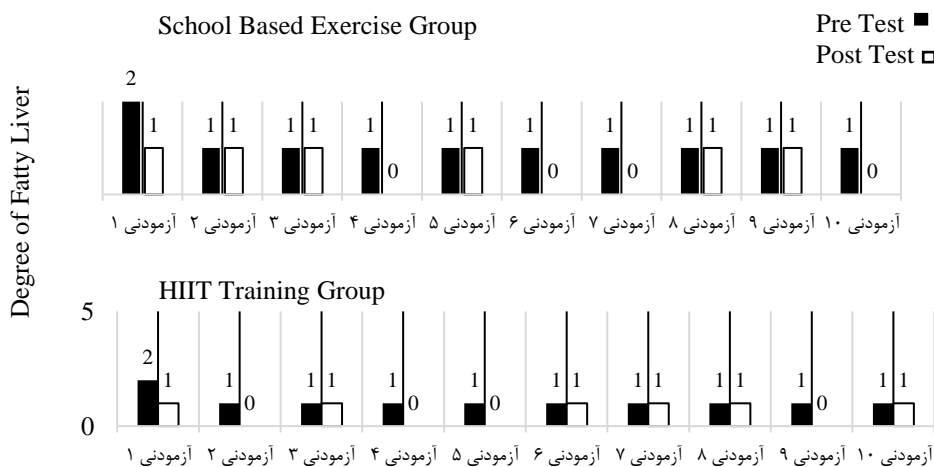 School Based Exercise Group
Pre Test
Post Test
Degree of Fatty Liver
2 1 1 1 1 1 1 0 1 1 1 0 1 0 1 1 1 1 1 0
آزمودنی ۱ آزمودنی ۲ آزمودنی ۳ آزمودنی ۴ آزمودنی ۵ آزمودنی ۶ آزمودنی ۷ آزمودنی ۸ آزمودنی ۹ آزمودنی ۱۰
HIIT Training Group
5
2 1 1 0 1 1 1 0 1 0 1 1 1 1 1 1 1 0 1 1
0
آزمودنی ۱ آزمودنی ۲ آزمودنی ۳ آزمودنی ۴ آزمودنی ۵ آزمودنی ۶ آزمودنی ۷ آزمودنی ۸ آزمودنی ۹ آزمودنی ۱۰